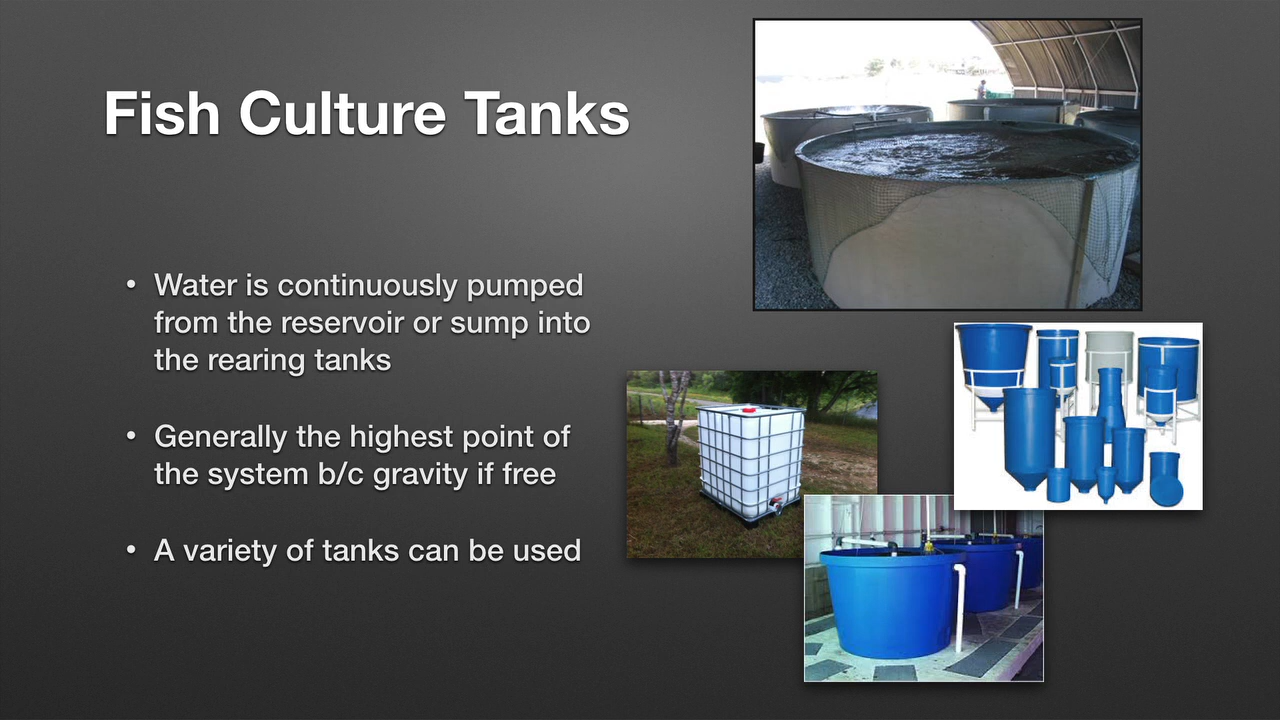 Fish Culture Tanks
• Water is continuously pumped
from the reservoir or sump into
the rearing tanks
• Generally the highest point of
the system b/c gravity if free
• A variety of tanks can be used